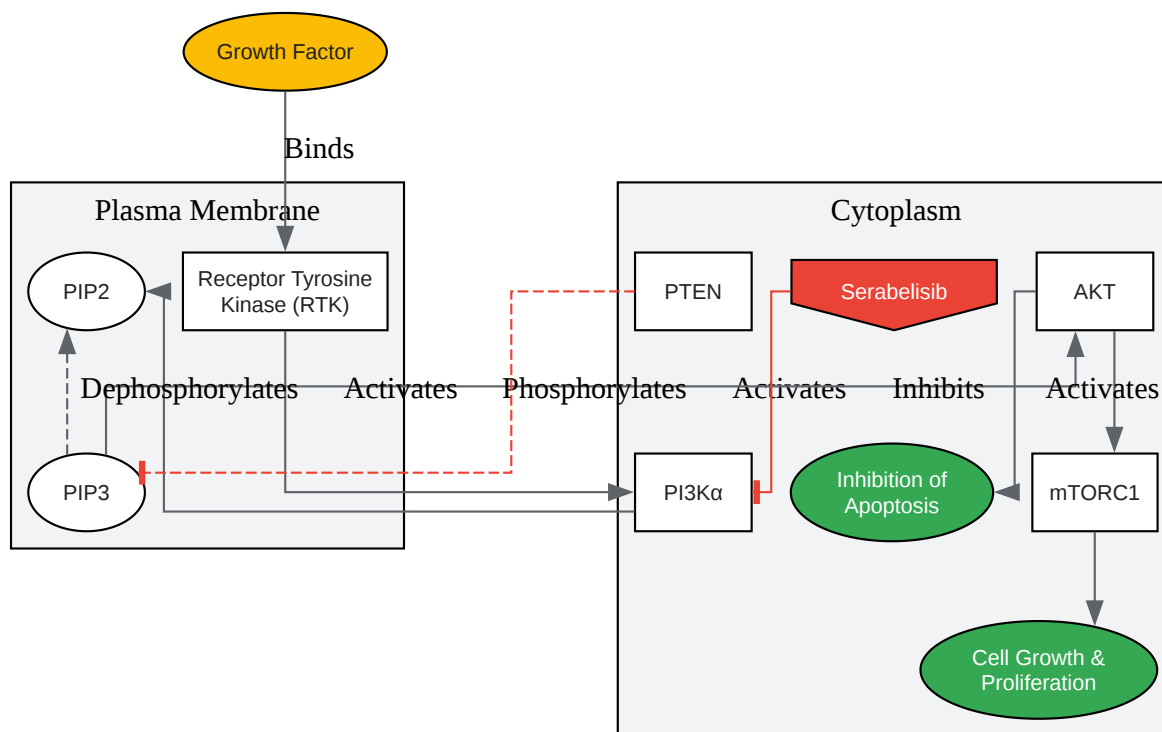 Growth Factor
Binds
Plasma Membrane
Cytoplasm
PIP2
Receptor Tyrosine
Kinase (RTK)
PTEN
Serabelisib
AKT
Dephosphorylates
Activates
Phosphorylates
Activates
Inhibits
Activates
PIP3
PI3Kα
Inhibition of
Apoptosis
mTORC1
Cell Growth &
Proliferation